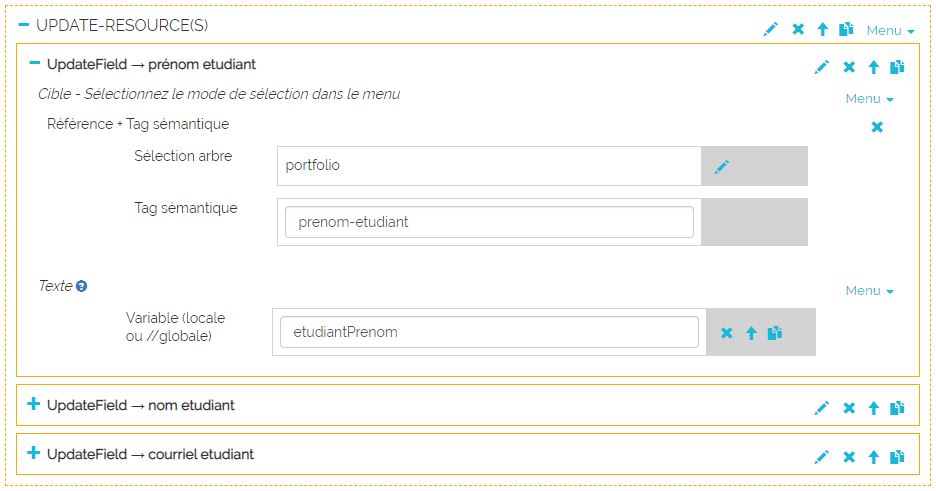 UPDATE-RESOURCE(S)
Menu
UpdateField → prénom etudiant
Cible - Sélectionnez le mode de sélection dans le menu
Menu
Référence + Tag sémantique
Sélection arbre
portfolio
Tag sémantique
prenom-etudiant
Texte ?
Menu
Variable (locale
ou //globale)
etudiantPrenom
UpdateField → nom etudiant
UpdateField → courriel etudiant